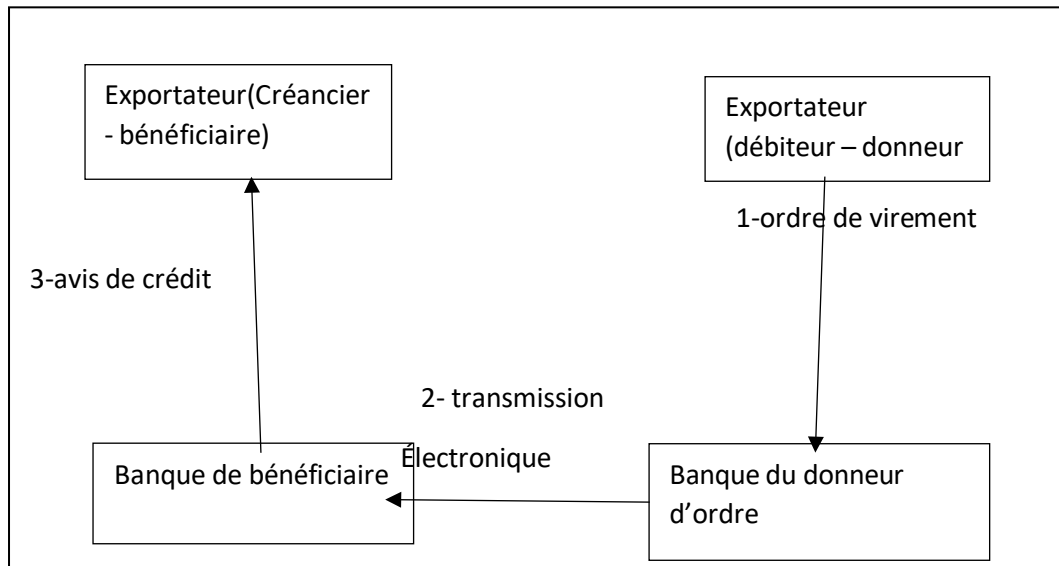 Exportateur(Créancier
- bénéficiaire)
Exportateur
(débiteur – donneur
1-ordre de virement
3-avis de crédit
2- transmission
Électronique
Banque de bénéficiaire
Banque du donneur
d’ordre